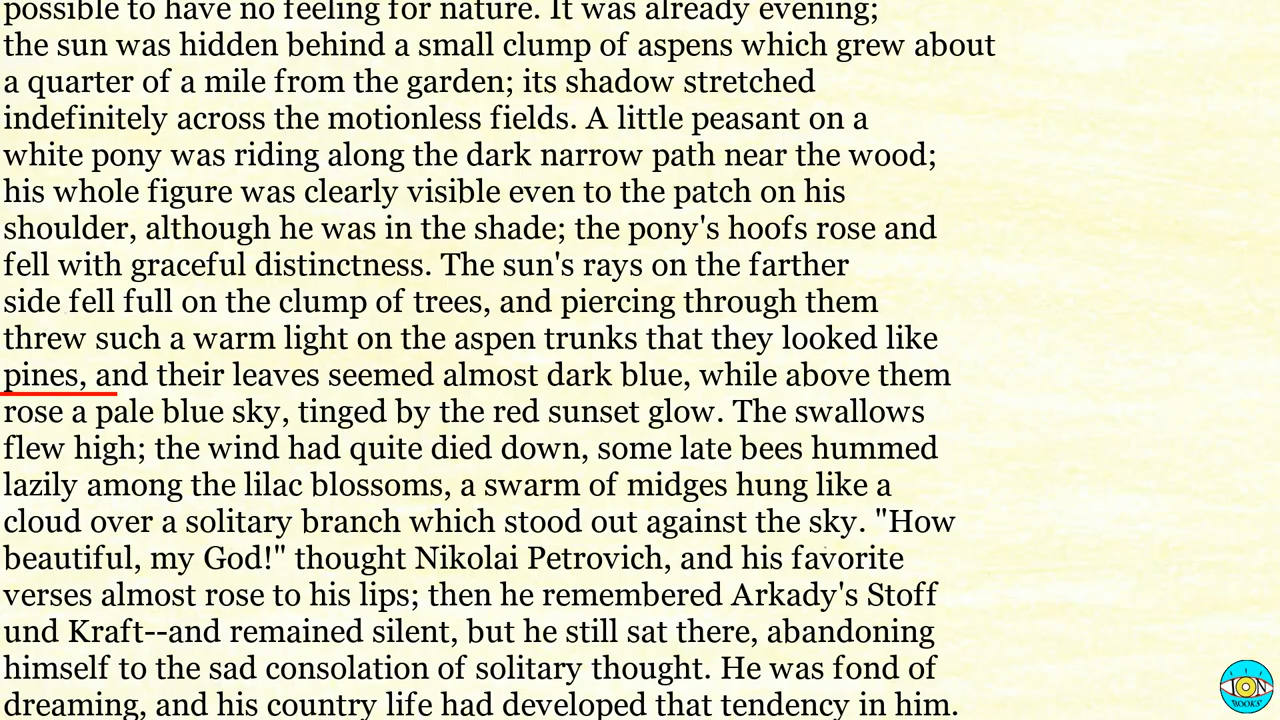 possible to have no feeling for nature. It was already evening;
the sun was hidden behind a small clump of aspens which grew about
a quarter of a mile from the garden; its shadow stretched
indefinitely across the motionless fields. A little peasant on a
white pony was riding along the dark narrow path near the wood;
his whole figure was clearly visible even to the patch on his
shoulder, although he was in the shade; the pony's hoofs rose and
fell with graceful distinctness. The sun's rays on the farther
side fell full on the clump of trees, and piercing through them
threw such a warm light on the aspen trunks that they looked like
pines, and their leaves seemed almost dark blue, while above them
rose a pale blue sky, tinged by the red sunset glow. The swallows
flew high; the wind had quite died down, some late bees hummed
lazily among the lilac blossoms, a swarm of midges hung like a
cloud over a solitary branch which stood out against the sky. "How
beautiful, my God!" thought Nikolai Petrovich, and his favorite
verses almost rose to his lips; then he remembered Arkady's Stoff
und Kraft--and remained silent, but he still sat there, abandoning
himself to the sad consolation of solitary thought. He was fond of
dreaming, and his country life had developed that tendency in him.
ION
BOOKS